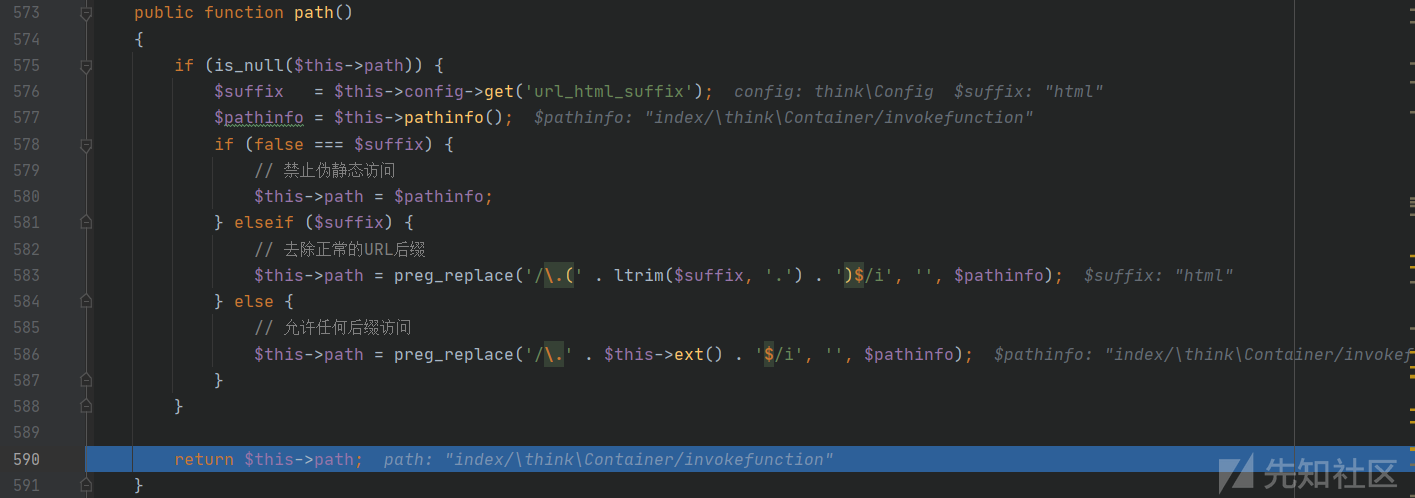 573 public function path()
574 {
575 if (is_null($this->path)) {
576 $suffix   = $this->config->get('url_html_suffix');  config: think\Config  $suffix: "html"
577 $pathinfo = $this->pathinfo();  $pathinfo: "index/\think\Container/invokefunction"
578 if (false === $suffix) {
579 // 禁止伪静态访问
580 $this->path = $pathinfo;
581 } elseif ($suffix) {
582 // 去除正常的URL后缀
583 $this->path = preg_replace('/\.(' . ltrim($suffix, '.') . ')$/i', '', $pathinfo);  $suffix: "html"
584 } else {
585 // 允许任何后缀访问
586 $this->path = preg_replace('/\.' . $this->ext() . '$/i', '', $pathinfo);  $pathinfo: "index/\think\Container/invokef
587 }
588 }
589
590 return $this->path;  path: "index/\think\Container/invokefunction"
591 }
先知社区